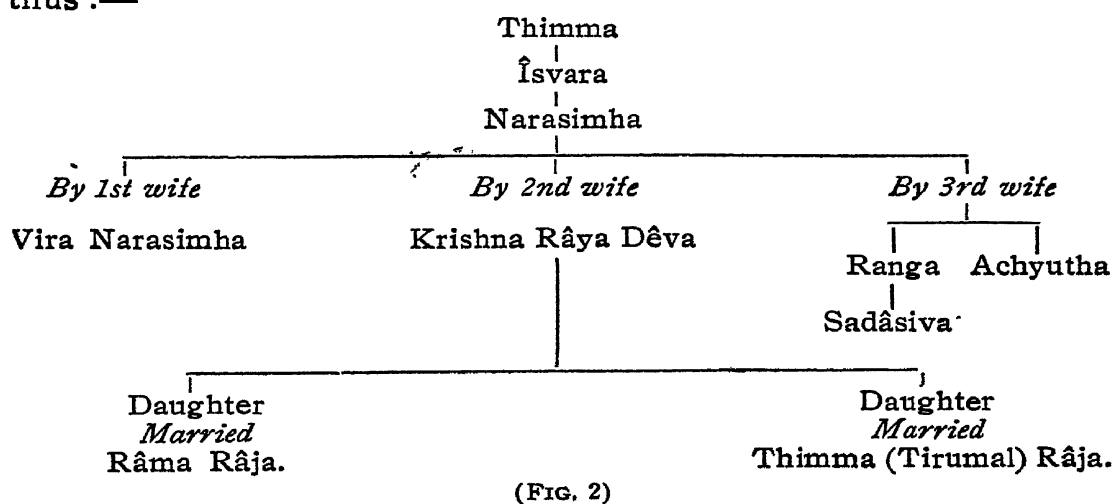 thus :—
Thimma
Îsvara
Narasimha
By 1st wife By 2nd wife By 3rd wife
Vira Narasimha Krishna Râya Dêva
Ranga Achyutha
Sadâsiva
Daughter Daughter
Married Married
Râma Râja. Thimma (Tirumal) Râja.
(FIG. 2)